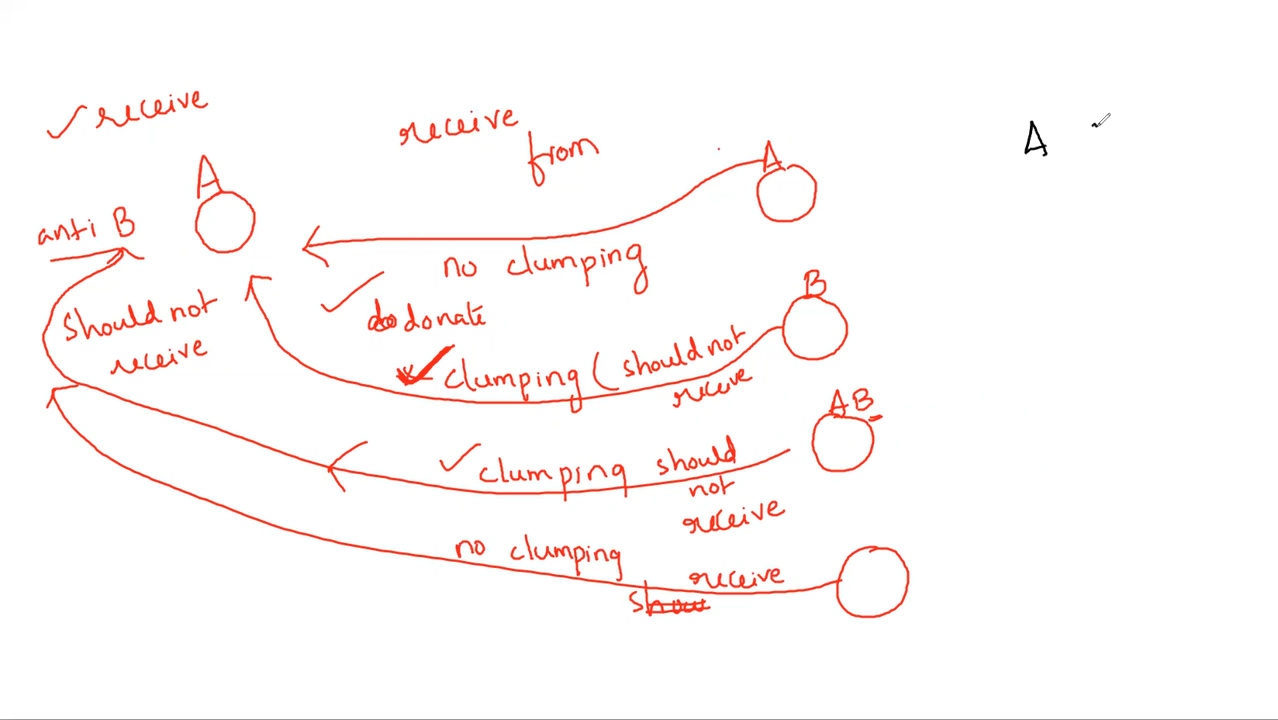 ✓ receive
receive
from
A
A
A
anti B
no clumping
should not
receive
✓
donate
B
✓ clumping (should not
receive
AB
✓ clumping should
not
receive
no clumping
receive